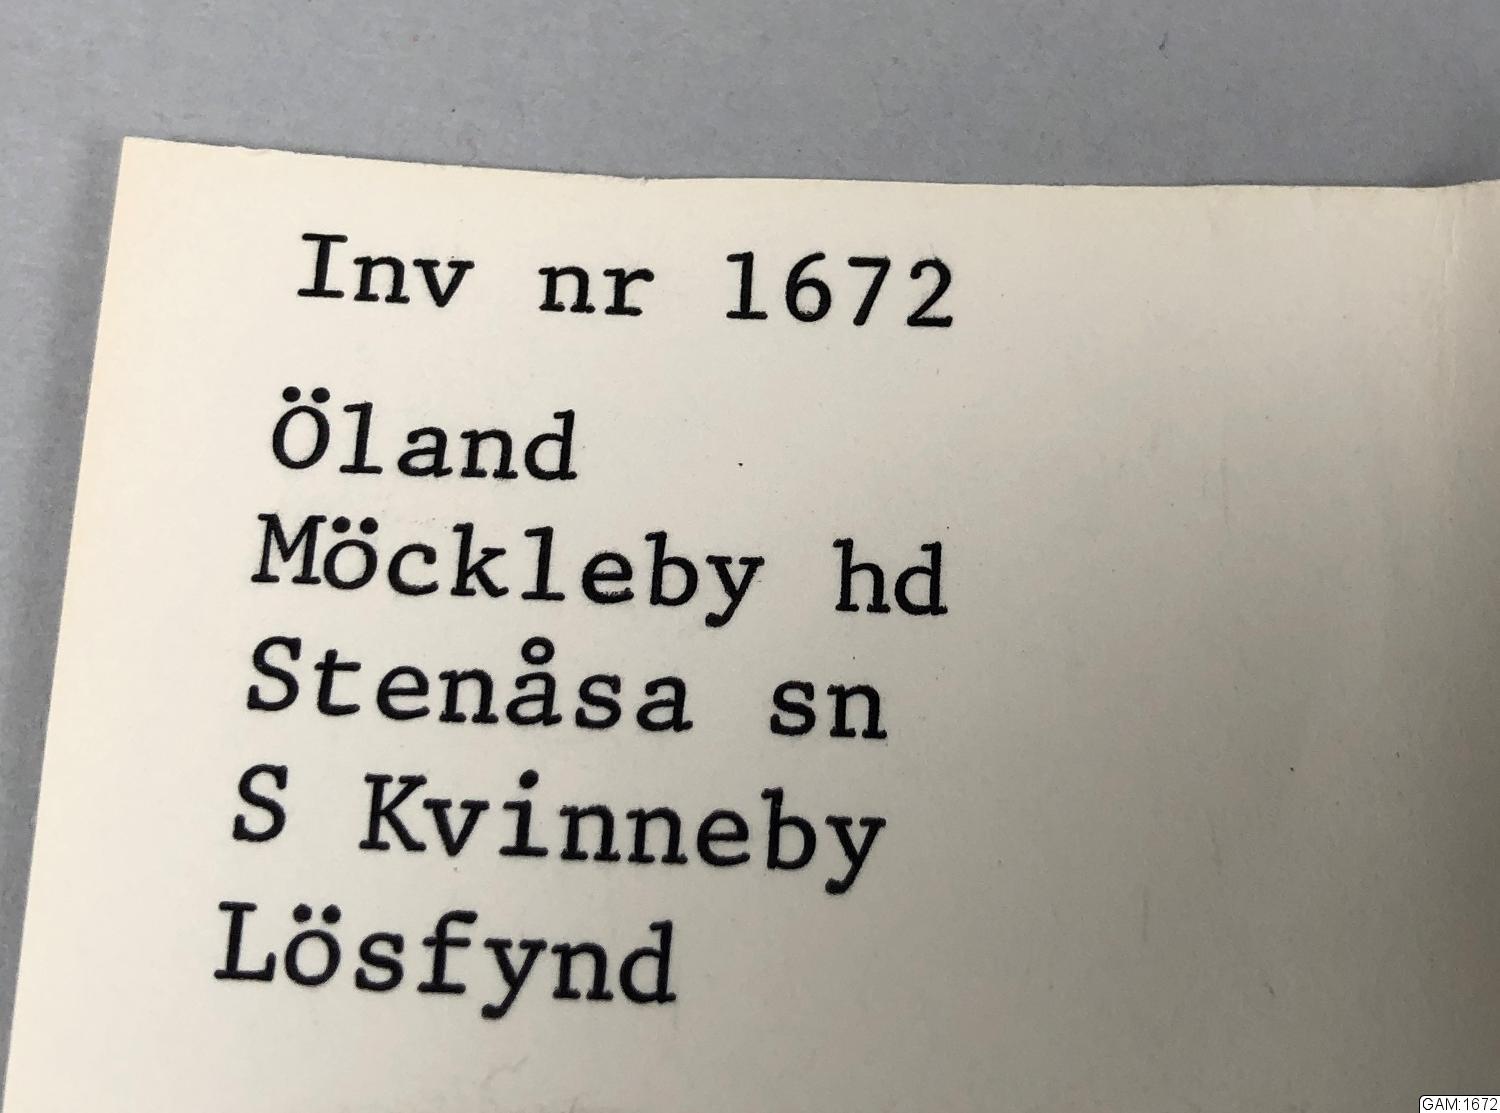 Inv nr 1672
Öland
Möckleby hd
Stenåsa sn
S Kvinneby
Lösfynd
GAM:1672